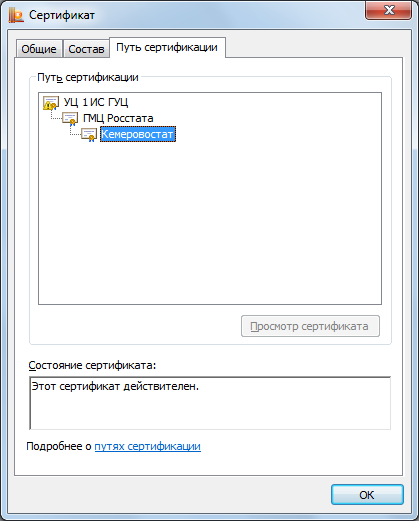 Сертификат
Общие Состав Путь сертификации
Путь сертификации
УЦ 1 ИС ГУЦ
ГМЦ Росстата
Кемеровостат
Просмотр сертификата
Состояние сертификата:
Этот сертификат действителен.
Подробнее о путях сертификации
ОК